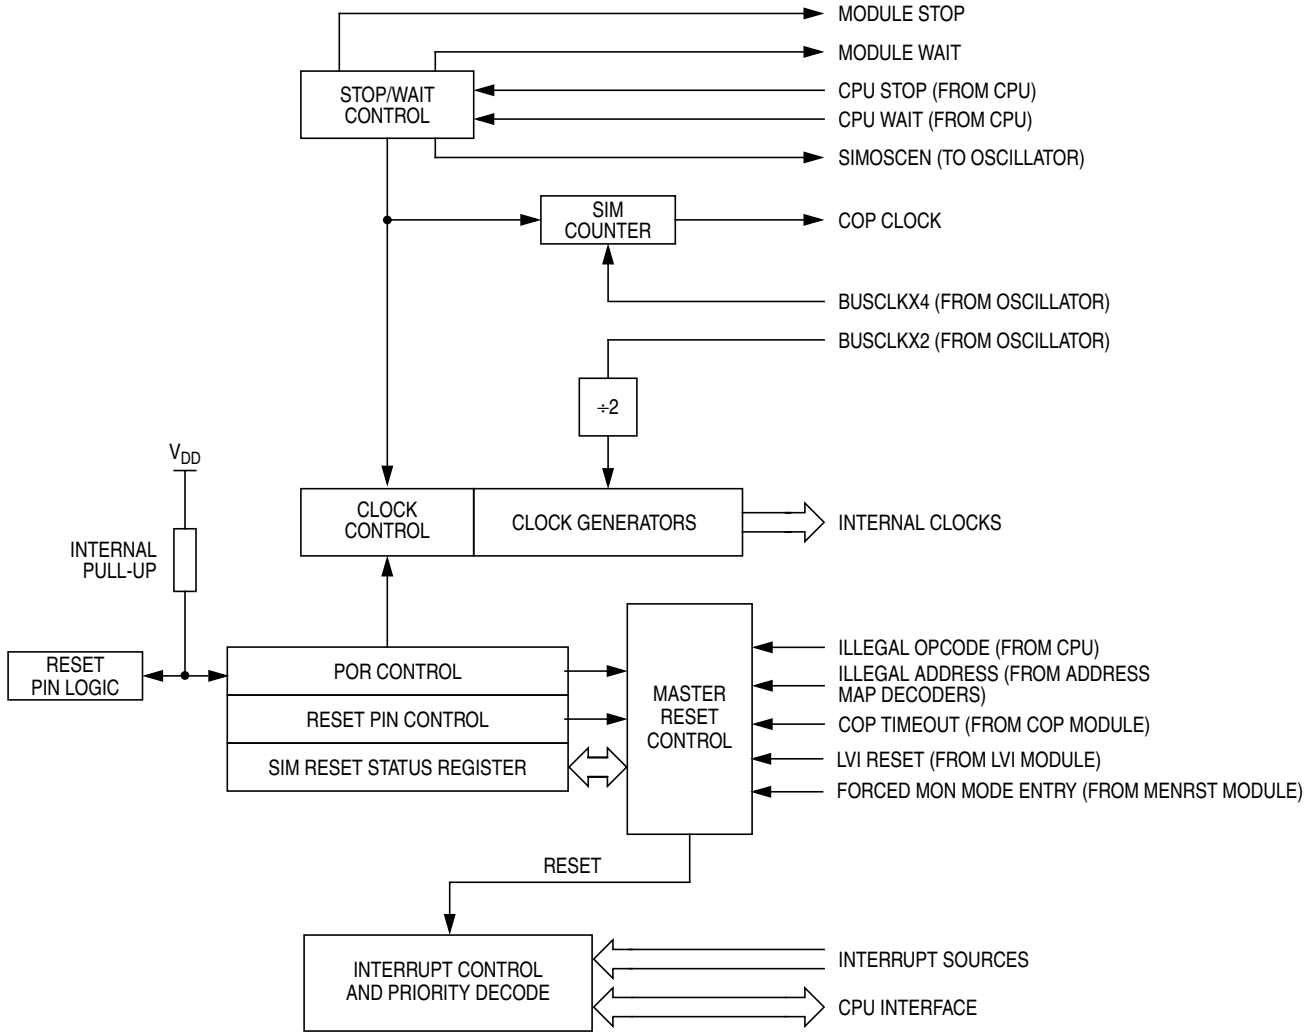 MODULE STOP
MODULE WAIT
STOP/WAIT
CONTROL
CPU STOP (FROM CPU)
CPU WAIT (FROM CPU)
SIMOSCEN (TO OSCILLATOR)
SIM
COUNTER
COP CLOCK
BUSCLKX4 (FROM OSCILLATOR)
BUSCLKX2 (FROM OSCILLATOR)
÷2
VDD
INTERNAL
PULL-UP
CLOCK
CONTROL
CLOCK GENERATORS
INTERNAL CLOCKS
RESET
PIN LOGIC
POR CONTROL
RESET PIN CONTROL
SIM RESET STATUS REGISTER
MASTER
RESET
CONTROL
ILLEGAL OPCODE (FROM CPU)
ILLEGAL ADDRESS (FROM ADDRESS
MAP DECODERS)
COP TIMEOUT (FROM COP MODULE)
LVI RESET (FROM LVI MODULE)
FORCED MON MODE ENTRY (FROM MENRST MODULE)
RESET
INTERRUPT CONTROL
AND PRIORITY DECODE
INTERRUPT SOURCES
CPU INTERFACE